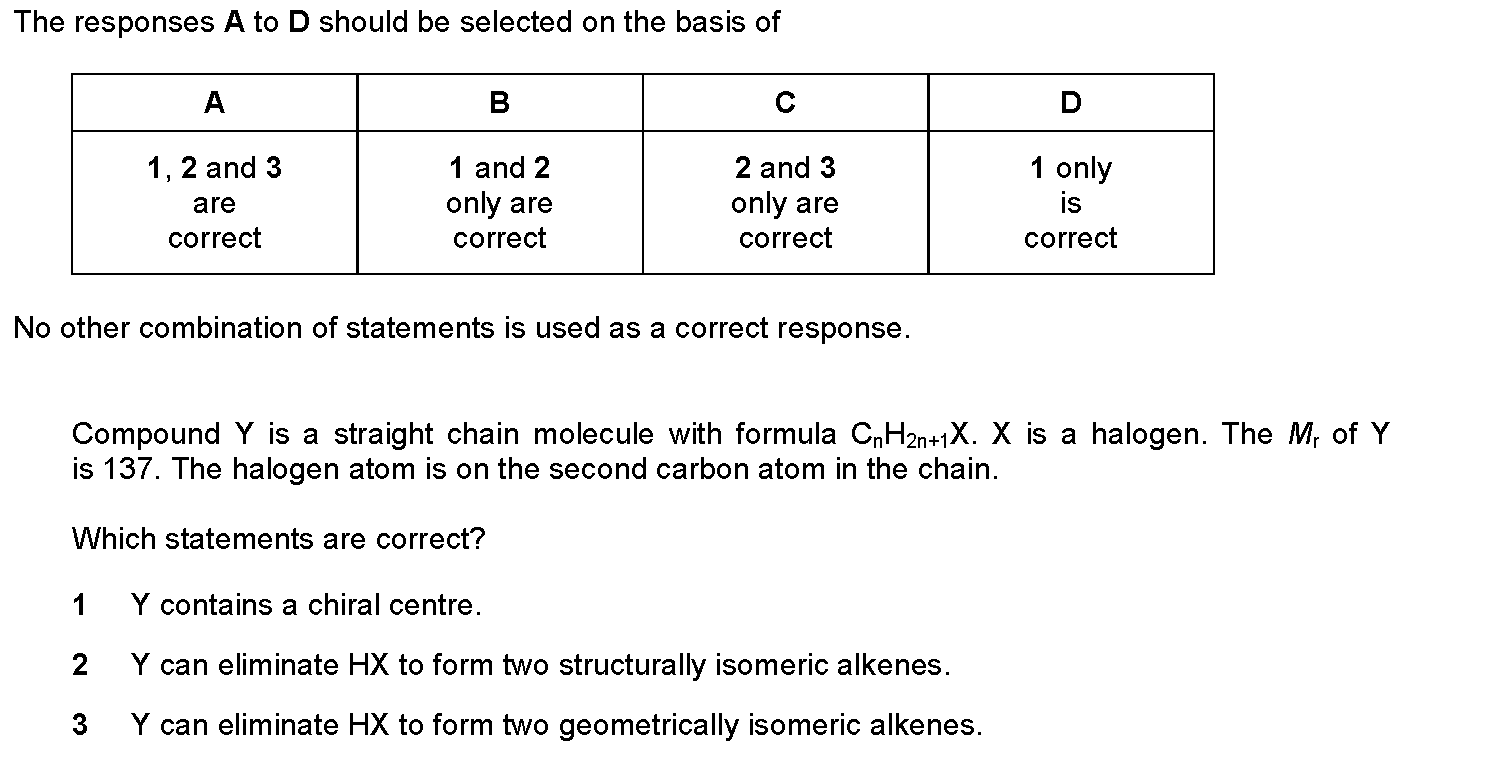 The responses A to D should be selected on the basis of
A B C D
1, 2 and 3 1 and 2 2 and 3 1 only
are only are only are is
correct correct correct correct
No other combination of statements is used as a correct response.
Compound Y is a straight chain molecule with formula CₙH₂ₙ₊₁X. X is a halogen. The Mᵣ of Y
is 137. The halogen atom is on the second carbon atom in the chain.
Which statements are correct?
1 Y contains a chiral centre.
2 Y can eliminate HX to form two structurally isomeric alkenes.
3 Y can eliminate HX to form two geometrically isomeric alkenes.